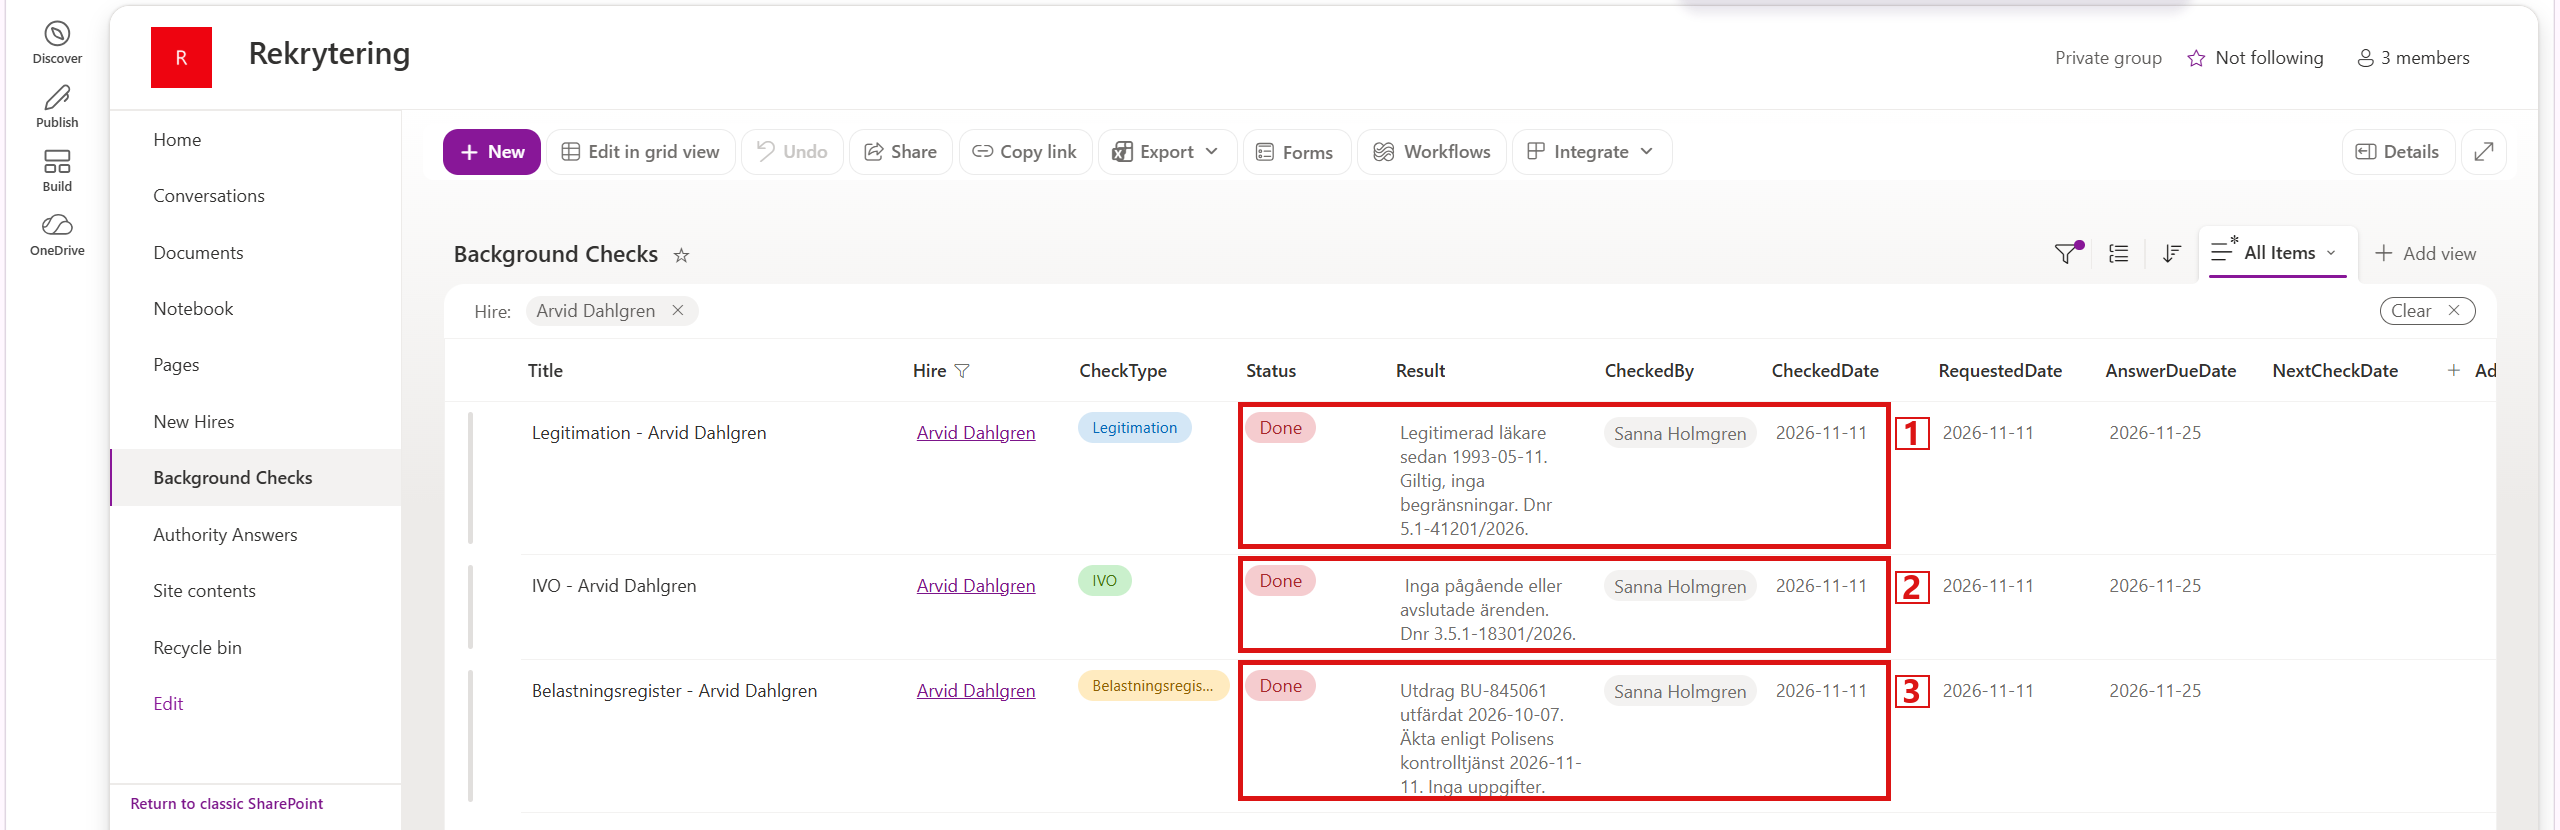 Discover
Publish
Build
OneDrive
R
Rekrytering
Private group
Not following
3 members
Home
Conversations
Documents
Notebook
Pages
New Hires
Background Checks
Authority Answers
Site contents
Recycle bin
Edit
Return to classic SharePoint
New
Edit in grid view
Undo
Share
Copy link
Export
Forms
Workflows
Integrate
Details
Background Checks
All Items
Add view
Hire:
Arvid Dahlgren
Clear
Title
Hire
CheckType
Status
Result
CheckedBy
CheckedDate
RequestedDate
AnswerDueDate
NextCheckDate
Ad
Legitimation - Arvid Dahlgren
Arvid Dahlgren
Legitimation
Done
Legitimerad läkare
sedan 1993-05-11.
Giltig, inga
begränsningar. Dnr
5.1-41201/2026.
Sanna Holmgren
2026-11-11
1
2026-11-11
2026-11-25
IVO - Arvid Dahlgren
Arvid Dahlgren
IVO
Done
Inga pågående eller
avslutade ärenden.
Dnr 3.5.1-18301/2026.
Sanna Holmgren
2026-11-11
2
2026-11-11
2026-11-25
Belastningsregister - Arvid Dahlgren
Arvid Dahlgren
Belastningsregis...
Done
Utdrag BU-845061
utfärdat 2026-10-07.
Äkta enligt Polisens
kontrolltjänst 2026-11-
11. Inga uppgifter.
Sanna Holmgren
2026-11-11
3
2026-11-11
2026-11-25